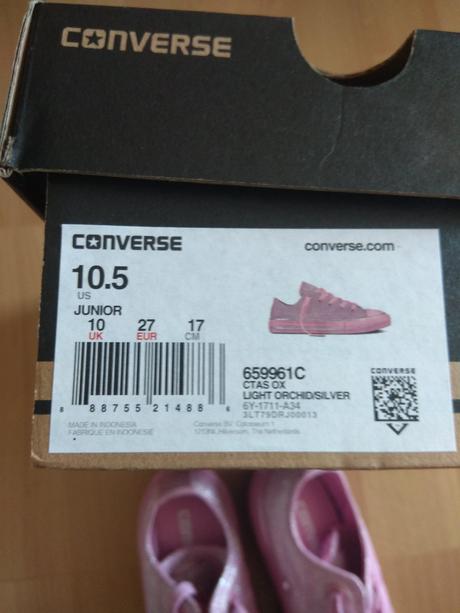 CONVERSE
CONVERSE
converse.com
10.5
US
JUNIOR
10 27 17
UK EUR CM
659961C
CTAS OX
LIGHT ORCHID/SILVER
6Y-1711-A34
3LT79DRJ00013
8 88755 21488 6
CONVERSE
MADE IN INDONESIA
FABRIQUE EN INDONESIE
Converse BV. Colosseum 1
1213NL Hilversum, The Netherlands
CONVERSE